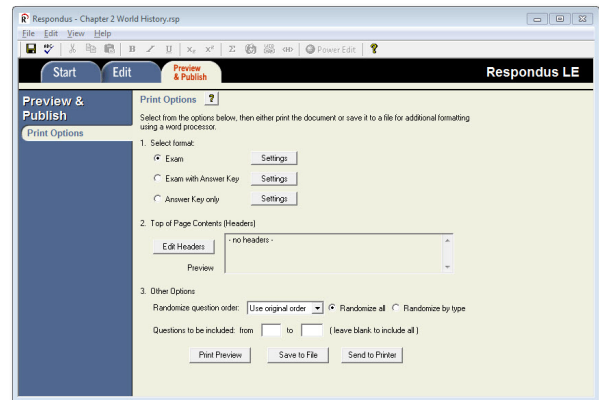 Respondus - Chapter 2 World History.rsp
File Edit View Help
B I U X₂ X² Σ Power Edit ?
Start Edit Preview & Publish Respondus LE
Preview & Publish
Print Options
Print Options ?
Select from the options below, then either print the document or save it to a file for additional formatting
using a word processor.
1. Select format:
Exam Settings
Exam with Answer Key Settings
Answer Key only Settings
2. Top of Page Contents (Headers)
Edit Headers
- no headers -
Preview
3. Other Options
Randomize question order: Use original order Randomize all Randomize by type
Questions to be included: from to ( leave blank to include all )
Print Preview Save to File Send to Printer